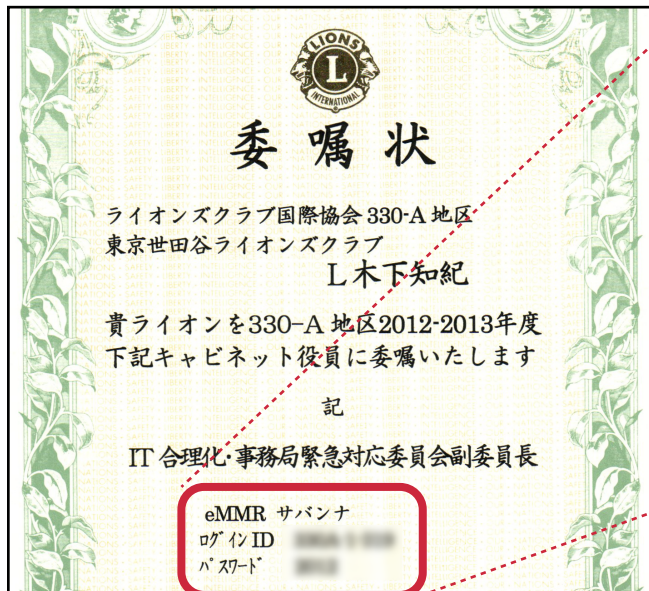 LIONS
L
INTERNATIONAL
委嘱状
ライオンズクラブ国際協会 330-A 地区
東京世田谷ライオンズクラブ
L木下知紀
貴ライオンを330-A 地区2012-2013年度
下記キャビネット役員に委嘱いたします
記
IT 合理化・事務局緊急対応委員会副委員長
eMMR サバンナ
ログイン ID
パスワード